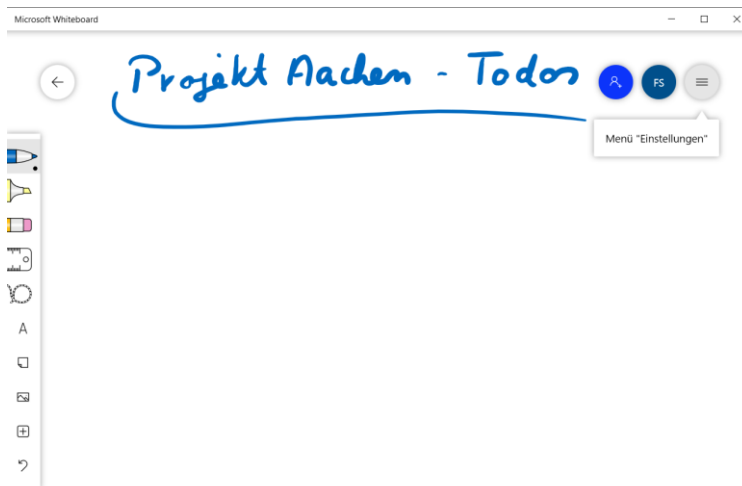 Microsoft Whiteboard
Projekt Aachen - Todos
FS
Menü "Einstellungen"
A